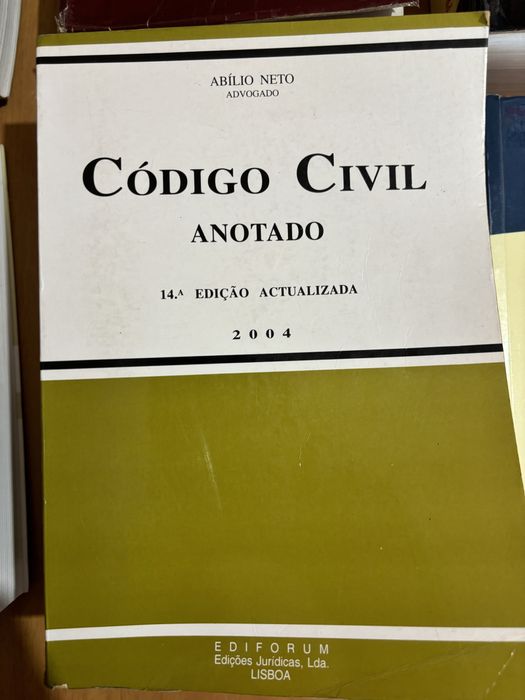 ABÍLIO NETO
ADVOGADO
CÓDIGO CIVIL
ANOTADO
14.ᴬ EDIÇÃO ACTUALIZADA
2004
EDIFORUM
Edições Jurídicas, Lda.
LISBOA